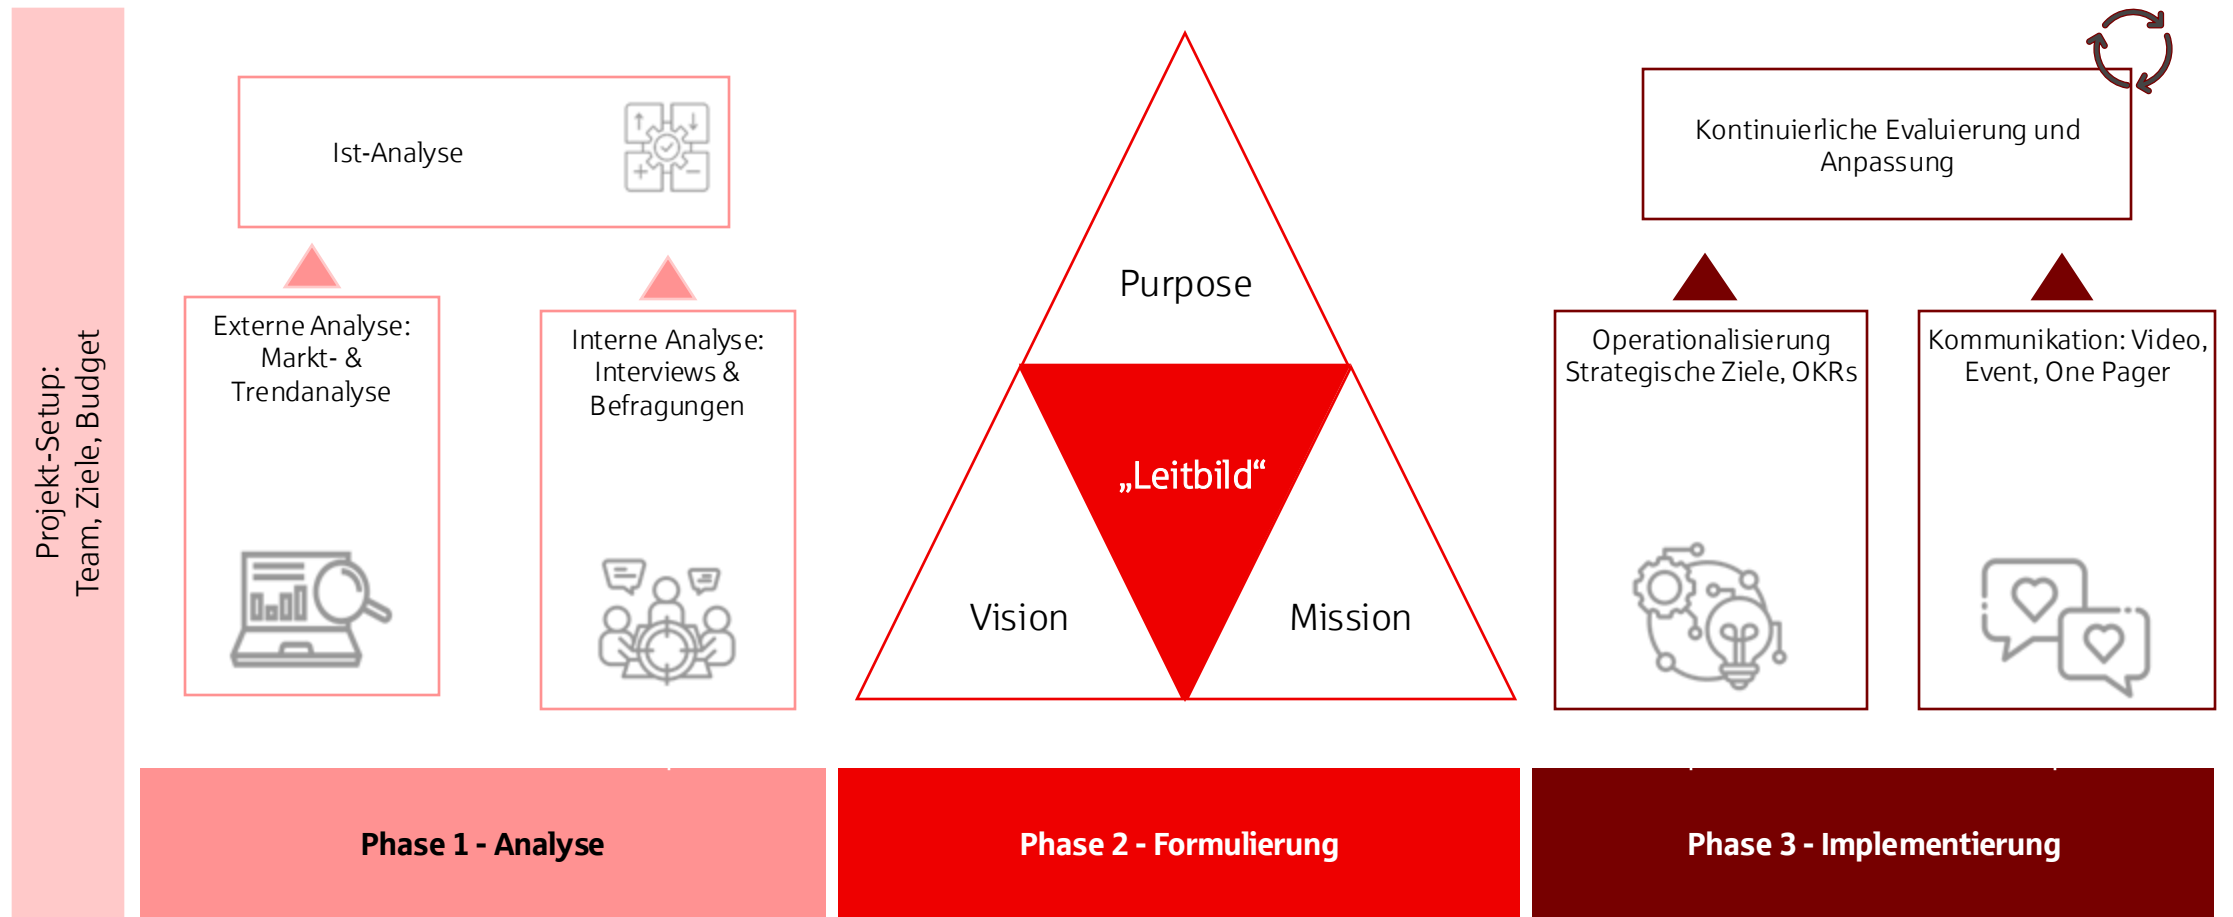 Projekt-Setup:
Team, Ziele, Budget
Ist-Analyse
Externe Analyse:
Markt- &
Trendanalyse
Interne Analyse:
Interviews &
Befragungen
Phase 1 - Analyse
Purpose
„Leitbild“
Vision
Mission
Phase 2 - Formulierung
Kontinuierliche Evaluierung und
Anpassung
Operationalisierung
Strategische Ziele, OKRs
Kommunikation: Video,
Event, One Pager
Phase 3 - Implementierung